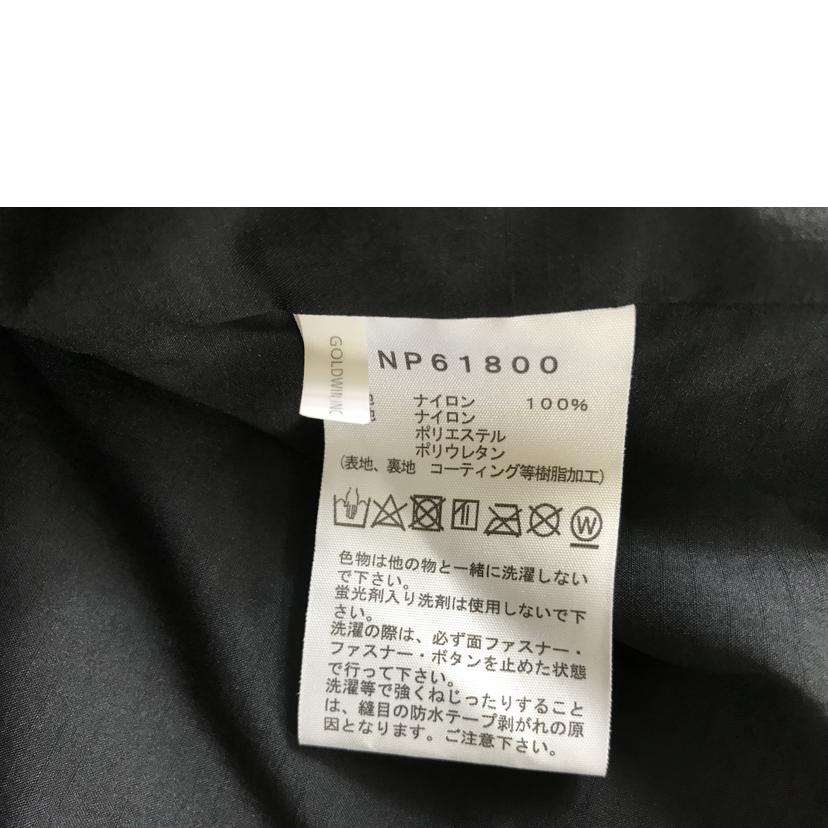 GOLDWIN INC
NP61800
ナイロン 100%
ナイロン
ポリエステル
ポリウレタン
(表地、裏地 コーティング等樹脂加工)
W
色物は他の物と一緒に洗濯しない
で下さい。
蛍光剤入り洗剤は使用しないで下
さい。
洗濯の際は、必ず面ファスナー・
ファスナー・ボタンを止めた状態
で行って下さい。
洗濯等で強くねじったりすること
は、縫目の防水テープ剥がれの原
因となります。ご注意下さい。